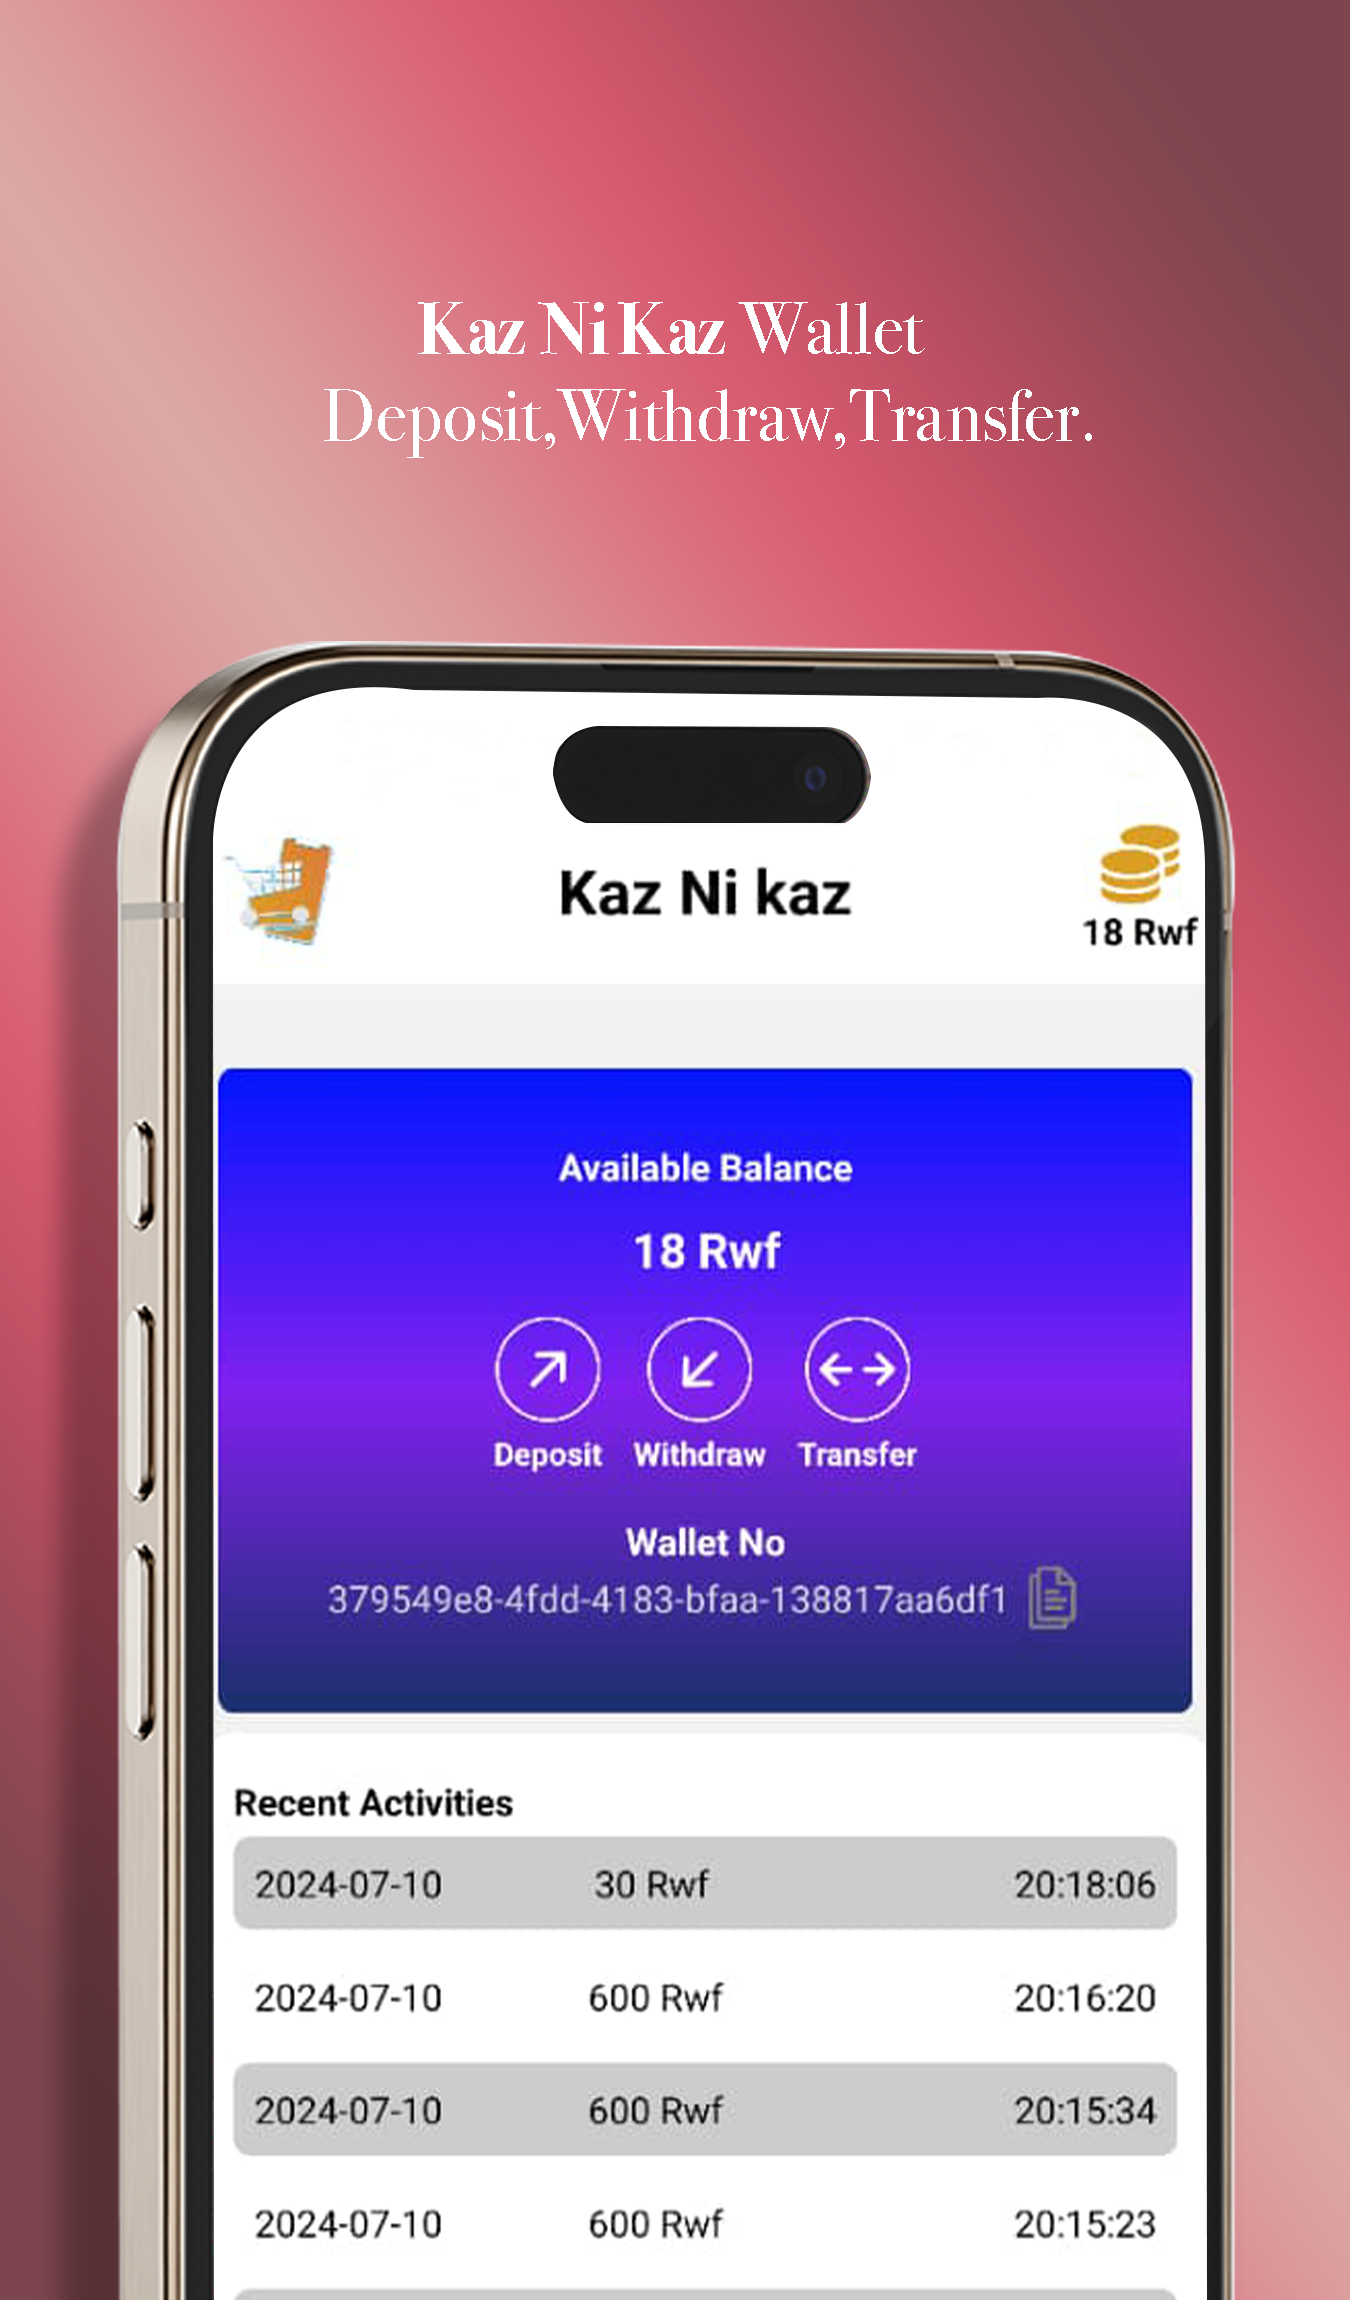 Kaz Ni Kaz Wallet
Deposit,Withdraw,Transfer.
Kaz Ni kaz
18 Rwf
Available Balance
18 Rwf
Deposit Withdraw Transfer
Wallet No
379549e8-4fdd-4183-bfaa-138817aa6df1
Recent Activities
2024-07-10 30 Rwf 20:18:06
2024-07-10 600 Rwf 20:16:20
2024-07-10 600 Rwf 20:15:34
2024-07-10 600 Rwf 20:15:23